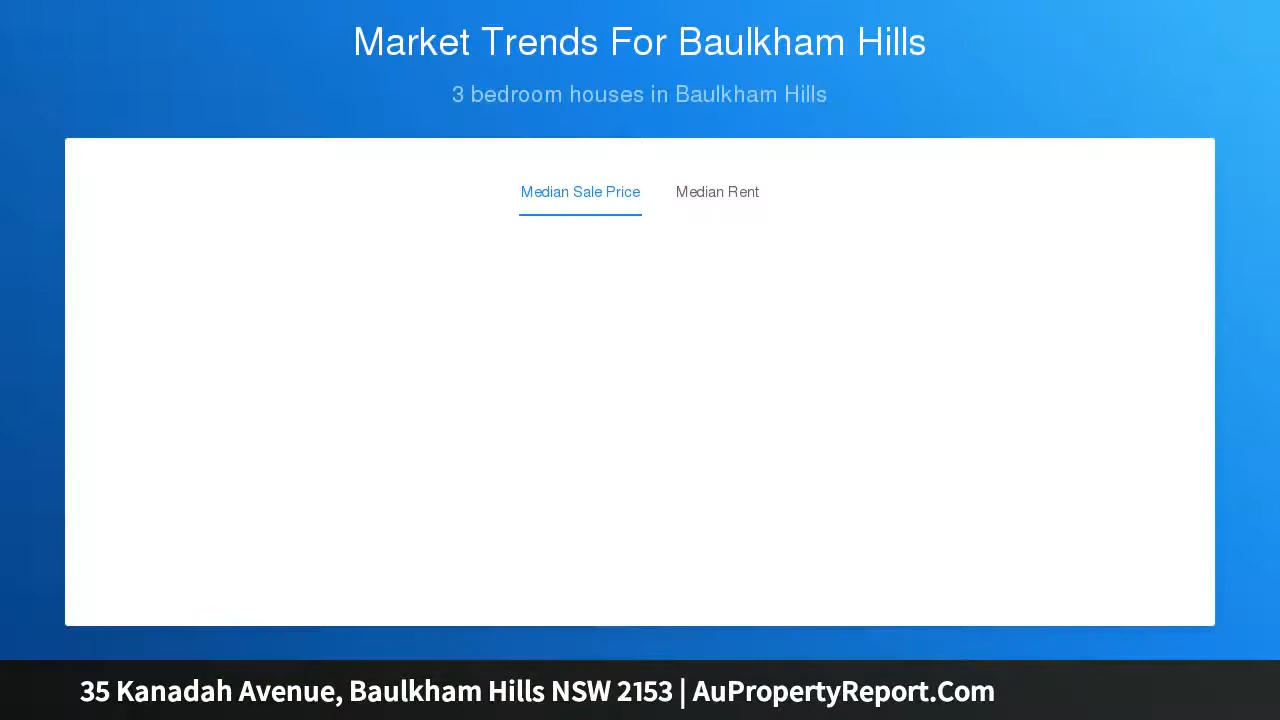 Market Trends For Baulkham Hills
3 bedroom houses in Baulkham Hills
Median Sale Price Median Rent
35 Kanadah Avenue, Baulkham Hills NSW 2153 | AuPropertyReport.Com